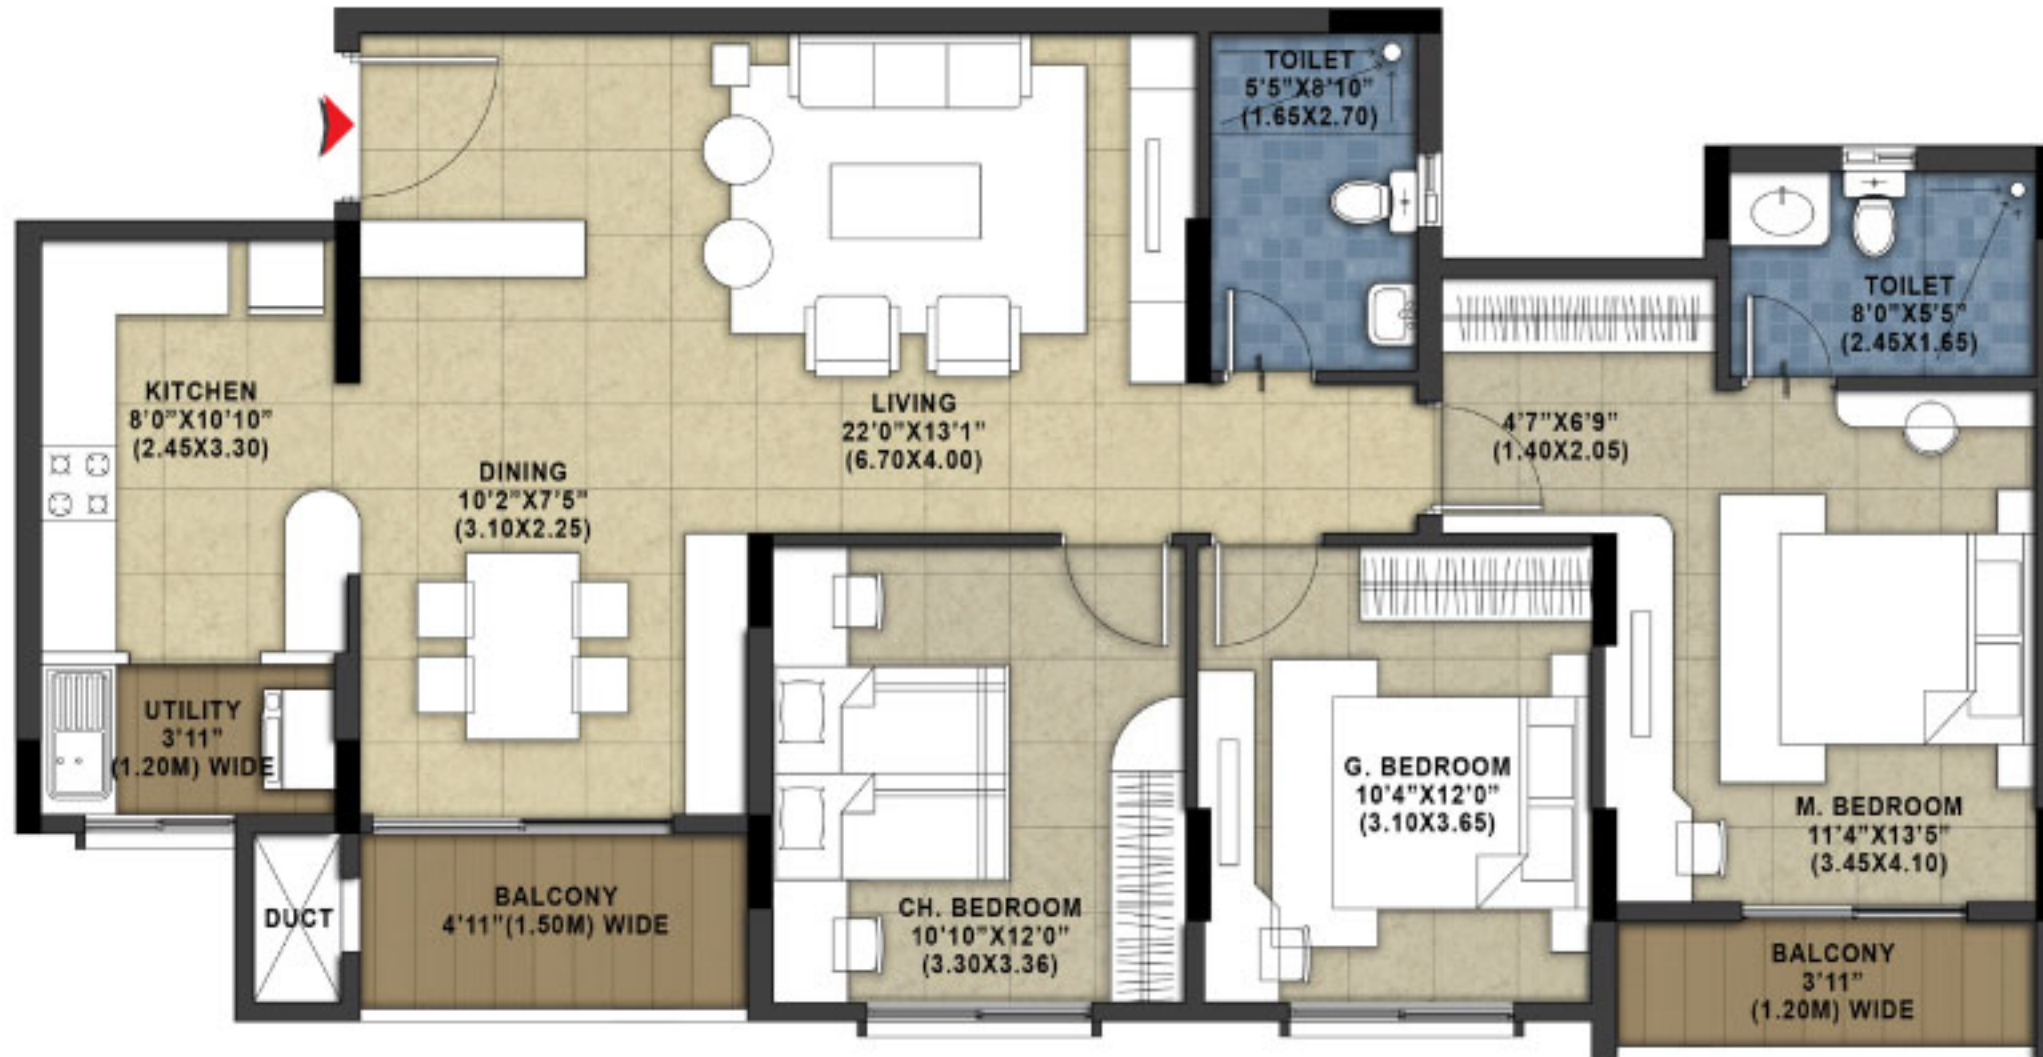 TOILET
5'5"X8'10"
(1.65X2.70)
TOILET
8'0"X5'5"
(2.45X1.65)
KITCHEN
8'0"X10'10"
(2.45X3.30)
LIVING
22'0"X13'1"
(6.70X4.00)
4'7"X6'9"
(1.40X2.05)
DINING
10'2"X7'5"
(3.10X2.25)
UTILITY
3'11"
(1.20M) WIDE
G. BEDROOM
10'4"X12'0"
(3.10X3.65)
M. BEDROOM
11'4"X13'5"
(3.45X4.10)
DUCT
BALCONY
4'11"(1.50M) WIDE
CH. BEDROOM
10'10"X12'0"
(3.30X3.36)
BALCONY
3'11"
(1.20M) WIDE